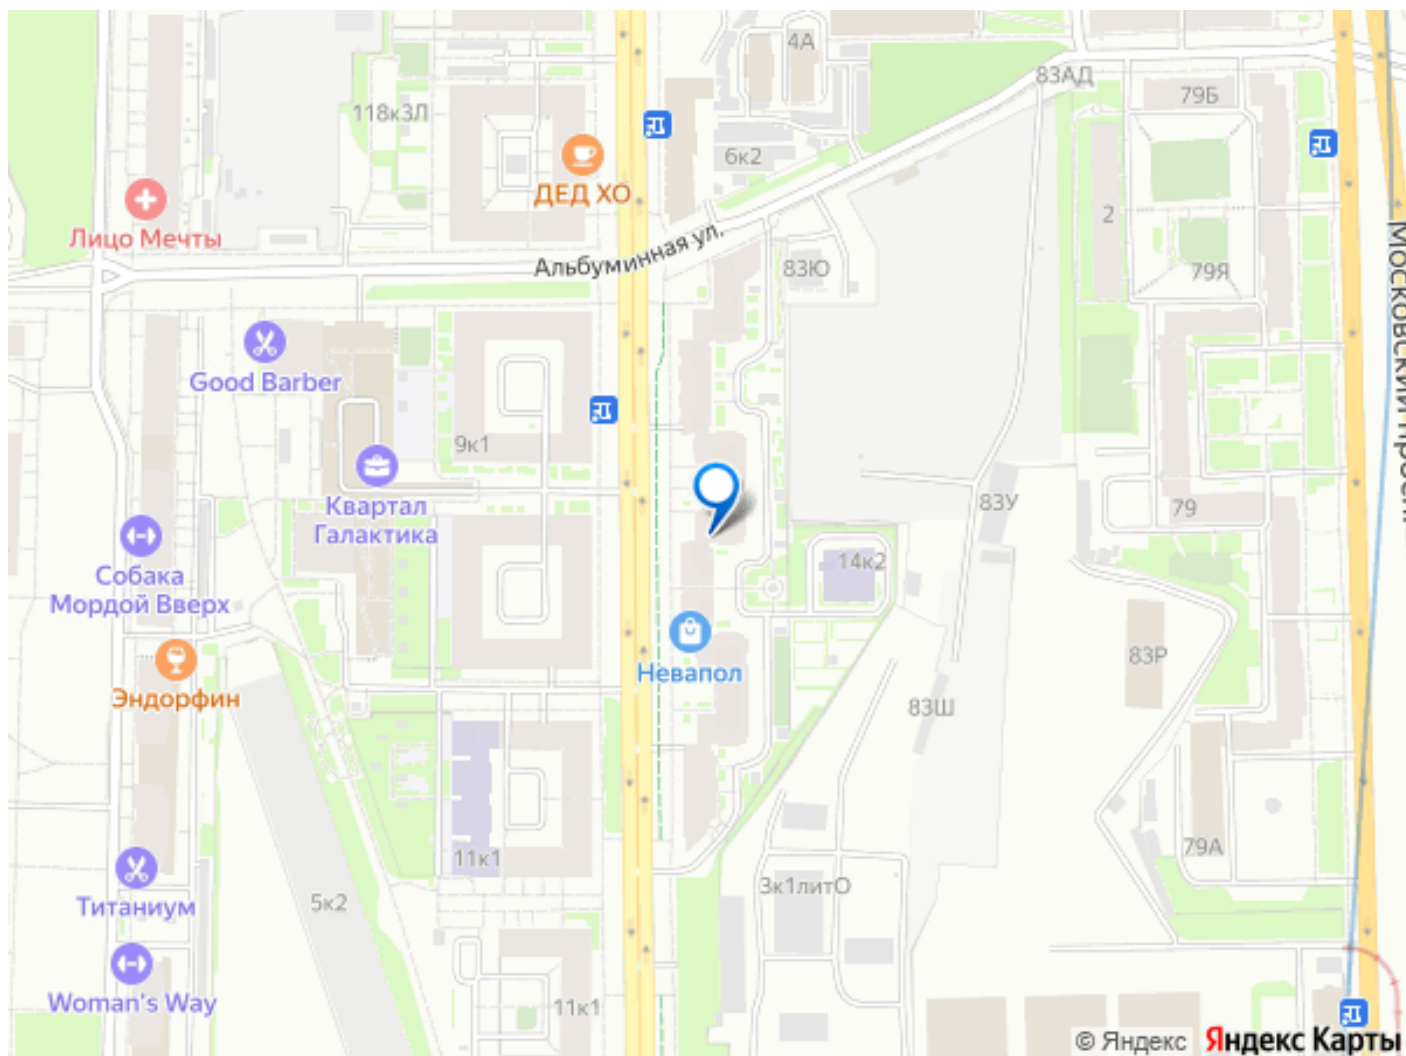 4А
83АД
79Б
118к3Л
6к2
ДЕД ХО
2
Лицо Мечты
Альбуминная ул.
83Ю
79Я
Good Barber
9к1
Квартал
Галактика
83У
79
14к2
Собака
Мордой Вверх
Невапол
83Р
Эндорфин
83Ш
11к1
79А
3к1литО
Титаниум
5к2
Woman's Way
11к1
© Яндекс Яндекс Карты